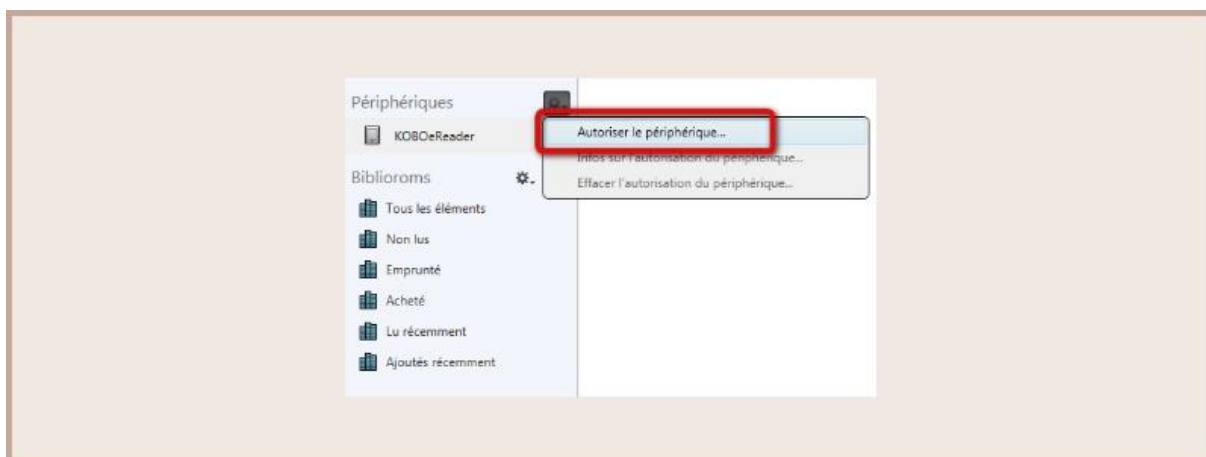 Périphériques
KOBOeReader
Autoriser le périphérique...
Infos sur l'autorisation du périphérique...
Effacer l'autorisation du périphérique...
Biblioroms
Tous les éléments
Non lus
Emprunté
Acheté
Lu récemment
Ajoutés récemment